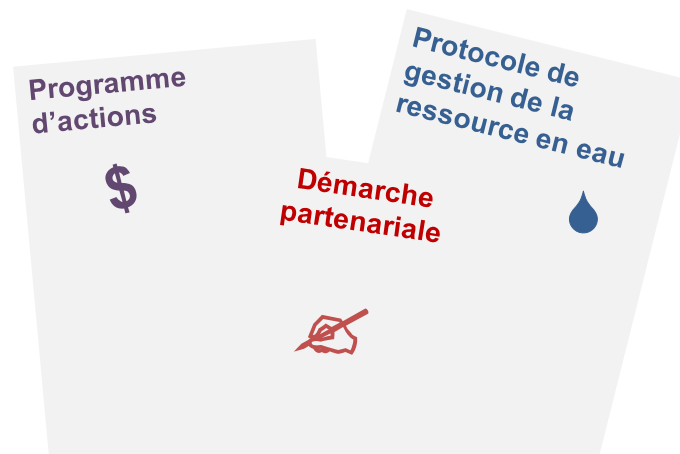 Programme
d’actions
$
Démarche
partenariale
Protocole de
gestion de la
ressource en eau